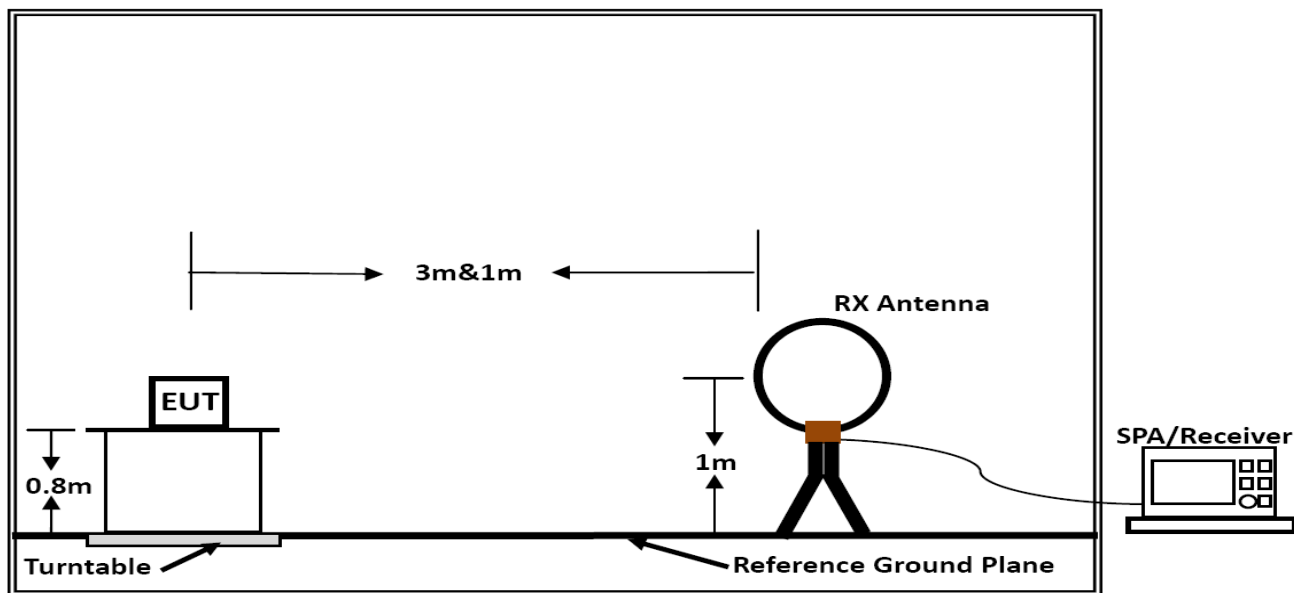 3m&1m
RX Antenna
EUT
SPA/Receiver
1m
0.8m
Turntable
Reference Ground Plane